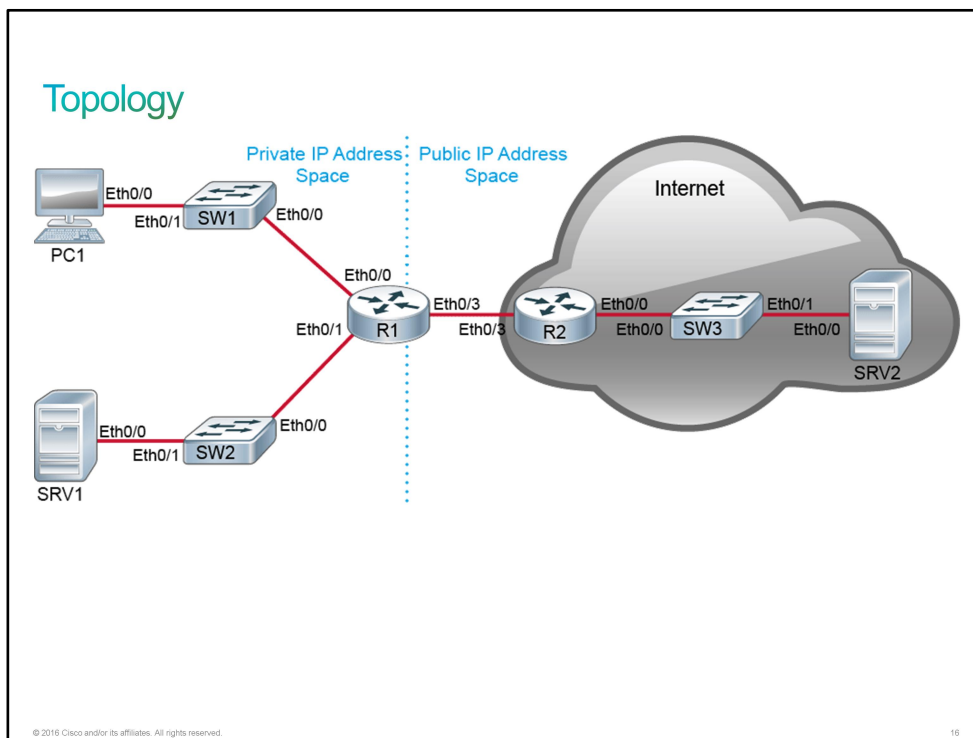 Topology
Private IP Address
Space
Public IP Address
Space
Internet
Eth0/0
Eth0/1
SW1
Eth0/0
PC1
Eth0/0
Eth0/1
R1
Eth0/3
Eth0/3
R2
Eth0/0
Eth0/0
SW3
Eth0/1
Eth0/0
SRV2
Eth0/0
Eth0/1
SW2
Eth0/0
SRV1
© 2016 Cisco and/or its affiliates. All rights reserved.
16